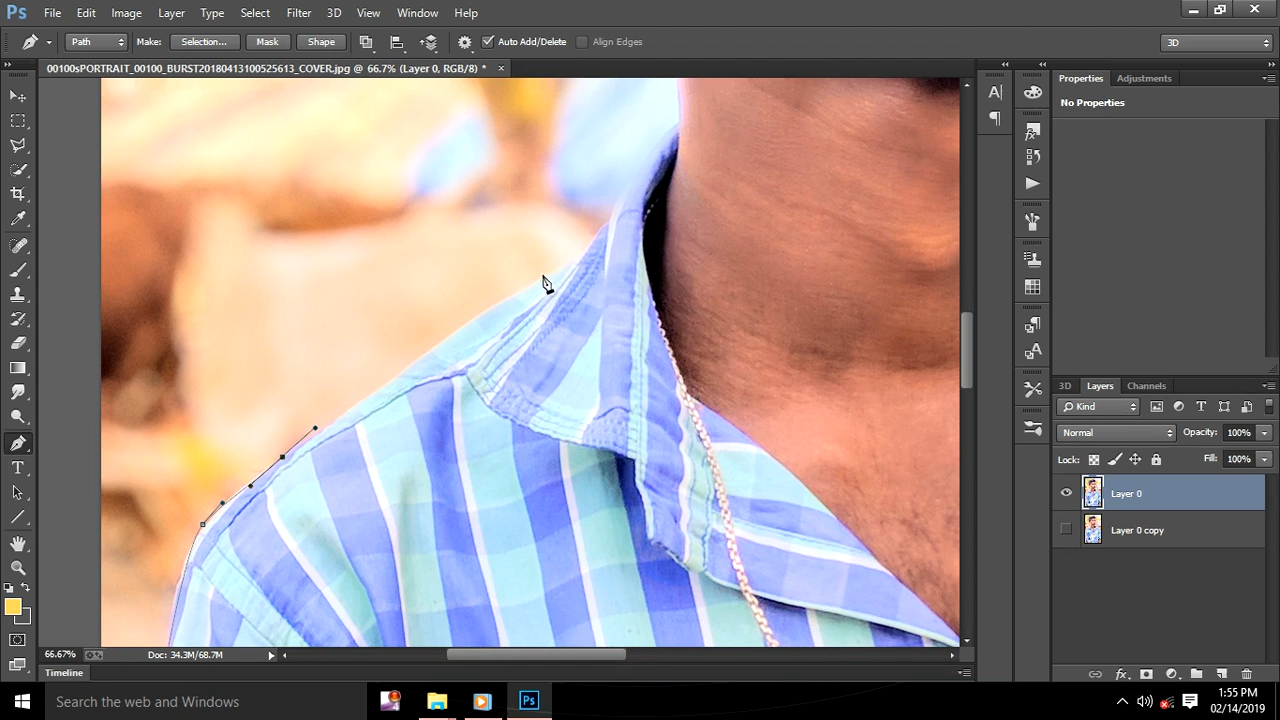 Ps File Edit Image Layer Type Select Filter 3D View Window Help
Path Make: Selection... Mask Shape Auto Add/Delete Align Edges 3D
00100sPORTRAIT_00100_BURST20180413100525613_COVER.jpg @ 66.7% (Layer 0, RGB/8) *
Properties Adjustments
No Properties
3D Layers Channels
Kind
Normal Opacity: 100%
Lock: Fill: 100%
Layer 0
Layer 0 copy
66.67% Doc: 34.3M/68.7M
Timeline
Search the web and Windows
Ps
1:55 PM
02/14/2019